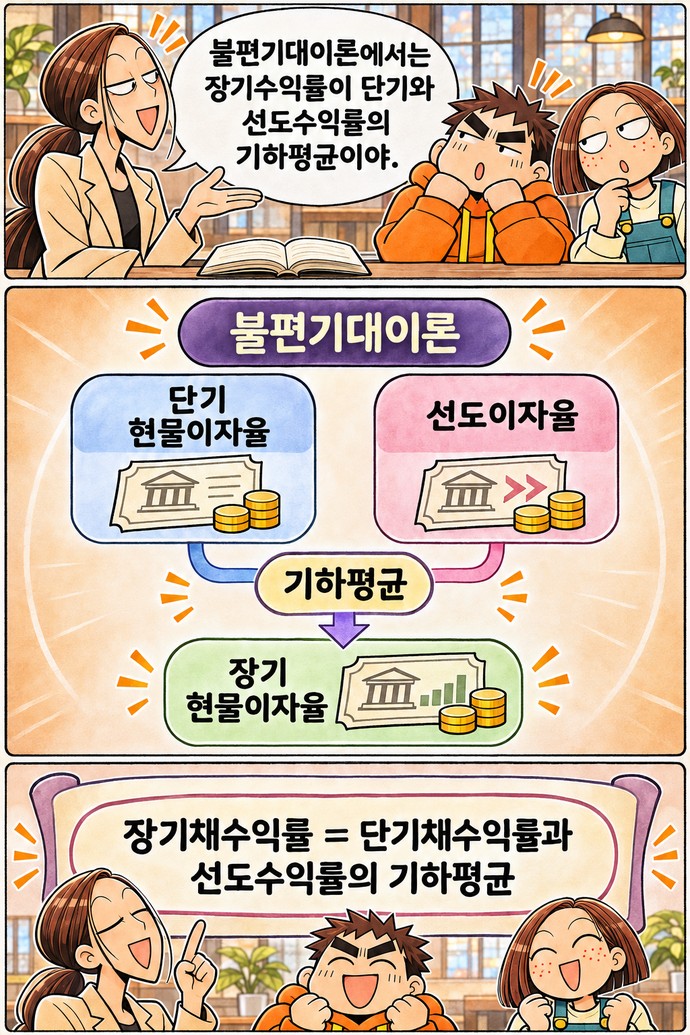 불편기대이론에서는
장기수익률이 단기와
선도수익률의
기하평균이야.
불편기대이론
단기
현물이자율
선도이자율
기하평균
장기
현물이자율
장기채수익률 = 단기채수익률과
선도수익률의 기하평균